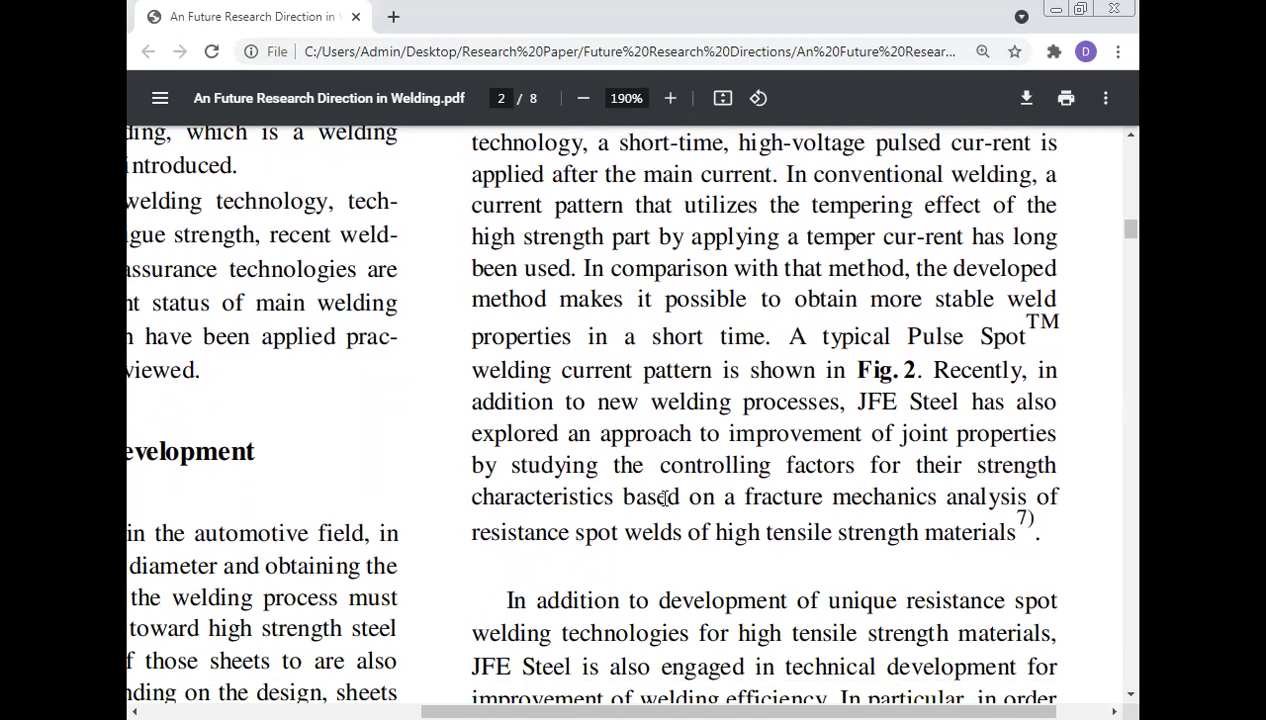 An Future Research Direction in
File C:/Users/Admin/Desktop/Research%20Paper/Future%20Research%20Directions/An%20Future%20Resear... D
An Future Research Direction in Welding.pdf 2 / 8 190%
ding, which is a welding
introduced.
welding technology, tech-
gue strength, recent weld-
assurance technologies are
nt status of main welding
n have been applied prac-
viewed.
evelopment
in the automotive field, in
diameter and obtaining the
the welding process must
toward high strength steel
f those sheets to are also
nding on the design, sheets
technology, a short-time, high-voltage pulsed cur-rent is
applied after the main current. In conventional welding, a
current pattern that utilizes the tempering effect of the
high strength part by applying a temper cur-rent has long
been used. In comparison with that method, the developed
method makes it possible to obtain more stable weld
properties in a short time. A typical Pulse Spot™
welding current pattern is shown in Fig. 2. Recently, in
addition to new welding processes, JFE Steel has also
explored an approach to improvement of joint properties
by studying the controlling factors for their strength
characteristics based on a fracture mechanics analysis of
resistance spot welds of high tensile strength materials7).
In addition to development of unique resistance spot
welding technologies for high tensile strength materials,
JFE Steel is also engaged in technical development for
improvement of welding efficiency. In particular, in order